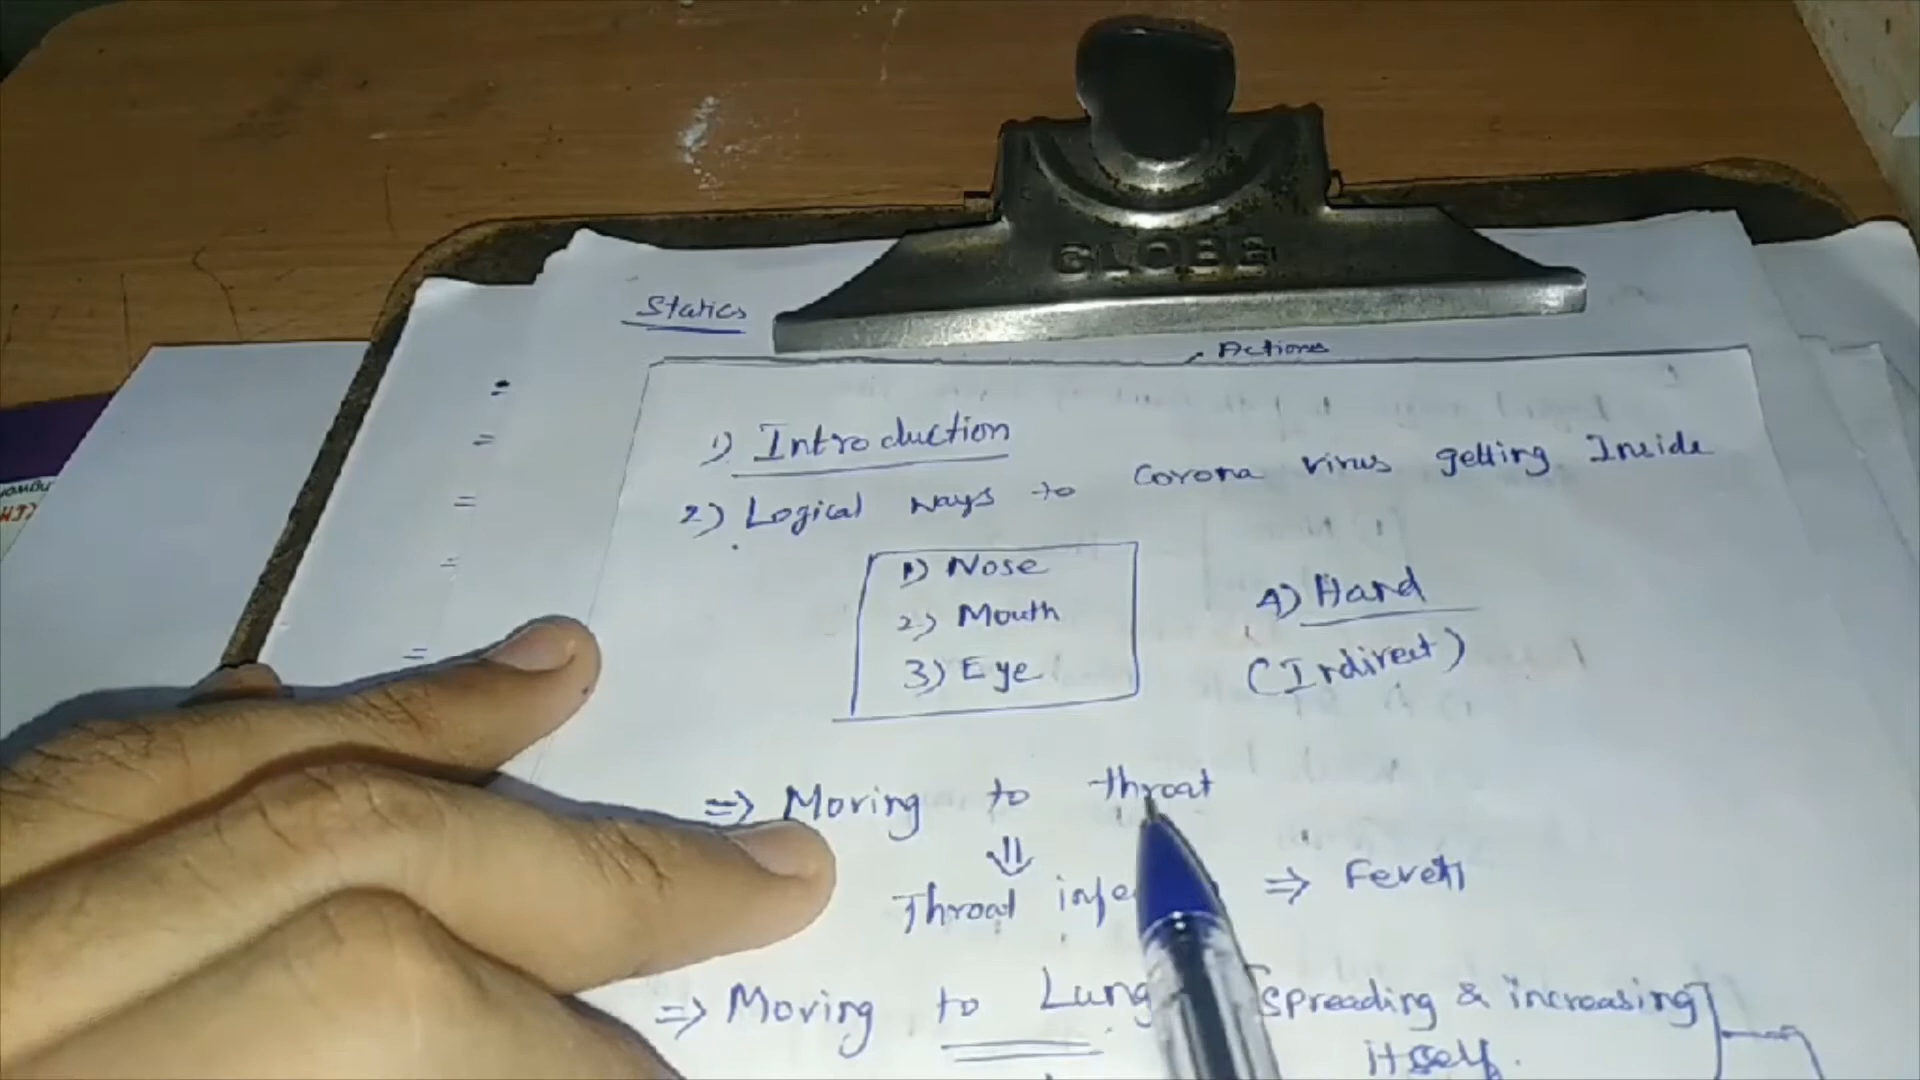 GLOBE
Statics
Actions
1) Introduction
2) Logical ways to corona virus getting Inside
1) Nose
2) Mouth
3) Eye
4) Hand
(Indirect)
=> Moving to throat
⇓
Throat => Fever
=> Moving to Lung [spreading & increasing]
itself.